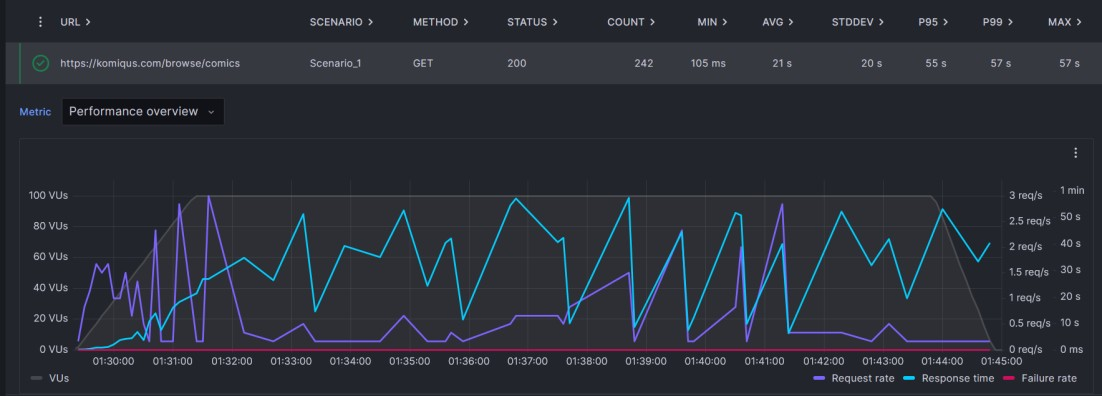 URL > SCENARIO > METHOD > STATUS > COUNT > MIN > AVG > STDDEV > P95 > P99 > MAX >
https://komiqus.com/browse/comics Scenario_1 GET 200 242 105 ms 21 s 20 s 55 s 57 s 57 s
Metric Performance overview
100 VUs 3 req/s 1 min
80 VUs 2.5 req/s 50 s
60 VUs 2 req/s 40 s
40 VUs 1.5 req/s 30 s
20 VUs 1 req/s 20 s
0 VUs 0.5 req/s 10 s
0 req/s 0 ms
01:30:00 01:31:00 01:32:00 01:33:00 01:34:00 01:35:00 01:36:00 01:37:00 01:38:00 01:39:00 01:40:00 01:41:00 01:42:00 01:43:00 01:44:00 01:45:00
VUs Request rate Response time Failure rate